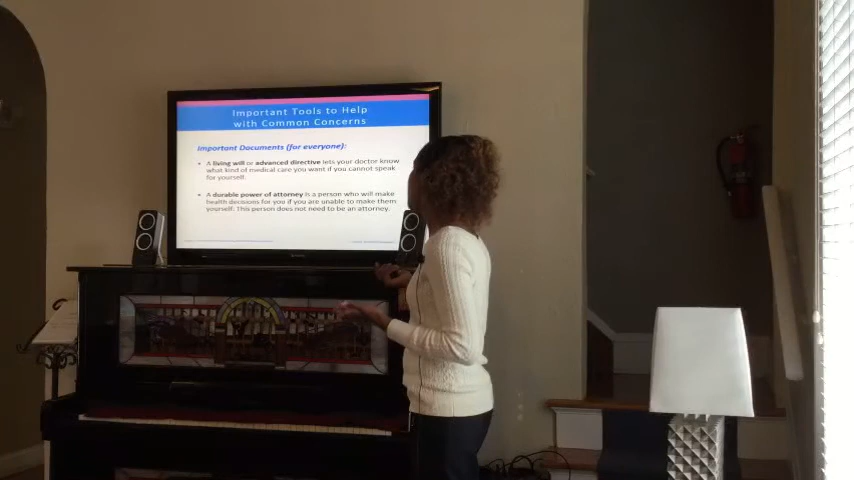 Important Tools to Help
with Common Concerns
Important Documents (for everyone):
• A living will or advanced directive lets your doctor know
what kind of medical care you want if you cannot speak
for yourself.
• A durable power of attorney is a person who will make
health decisions for you if you are unable to make them
yourself. This person does not need to be an attorney.